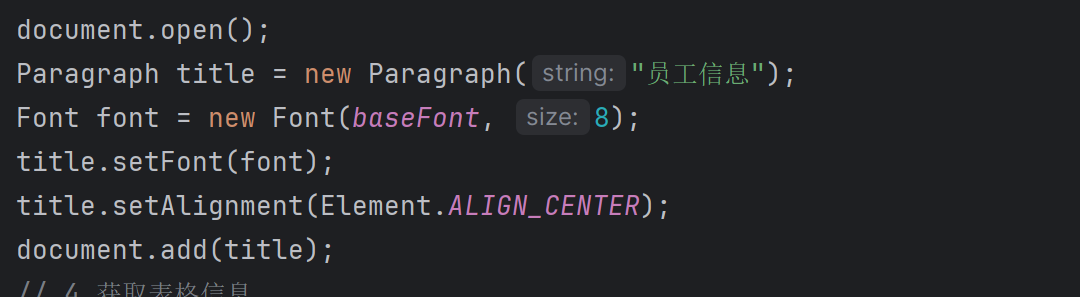 document.open();
Paragraph title = new Paragraph( string: "员工信息");
Font font = new Font(baseFont, size: 8);
title.setFont(font);
title.setAlignment(Element.ALIGN_CENTER);
document.add(title);
// 4 获取表格信息